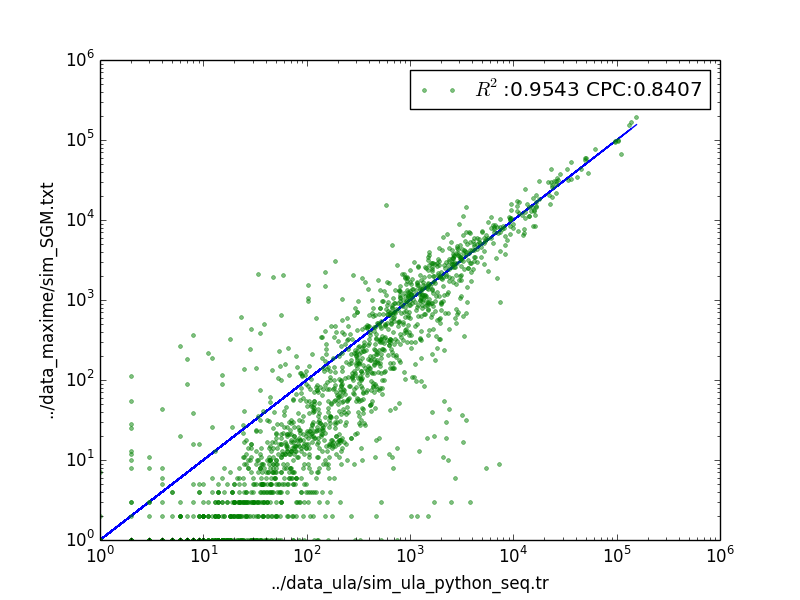 R² :0.9543 CPC:0.8407
10⁶
10⁵
10⁴
10³
10²
10¹
10⁰
../data_maxime/sim_SGM.txt
10⁰ 10¹ 10² 10³ 10⁴ 10⁵ 10⁶
../data_ula/sim_ula_python_seq.tr